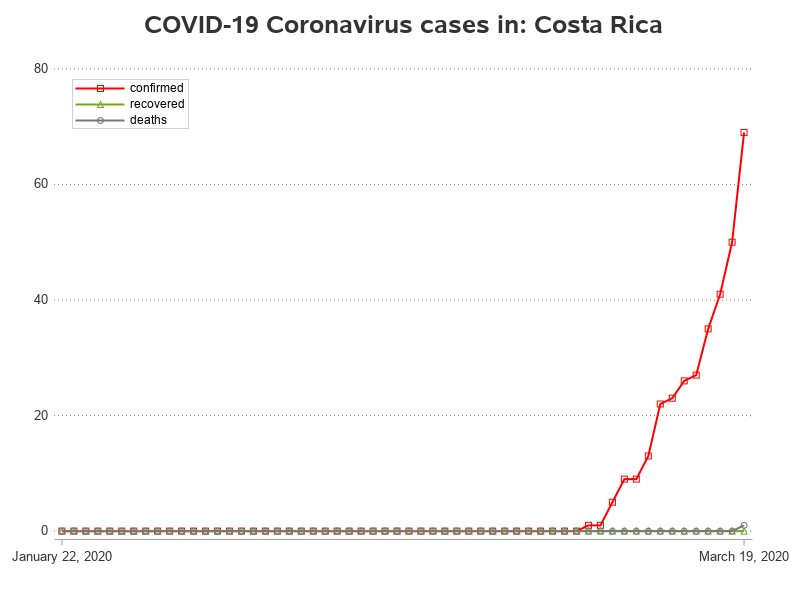 COVID-19 Coronavirus cases in: Costa Rica
80
confirmed
recovered
deaths
60
40
20
0
January 22, 2020
March 19, 2020